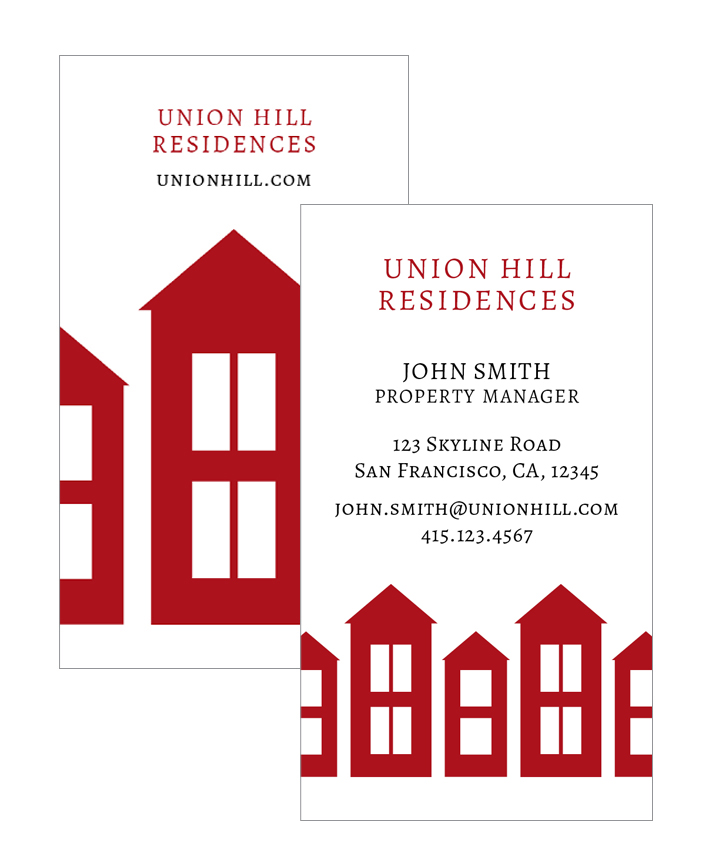 UNION HILL
RESIDENCES
UNIONHILL.COM
UNION HILL
RESIDENCES
JOHN SMITH
PROPERTY MANAGER
123 SKYLINE ROAD
SAN FRANCISCO, CA, 12345
JOHN.SMITH@UNIONHILL.COM
415.123.4567